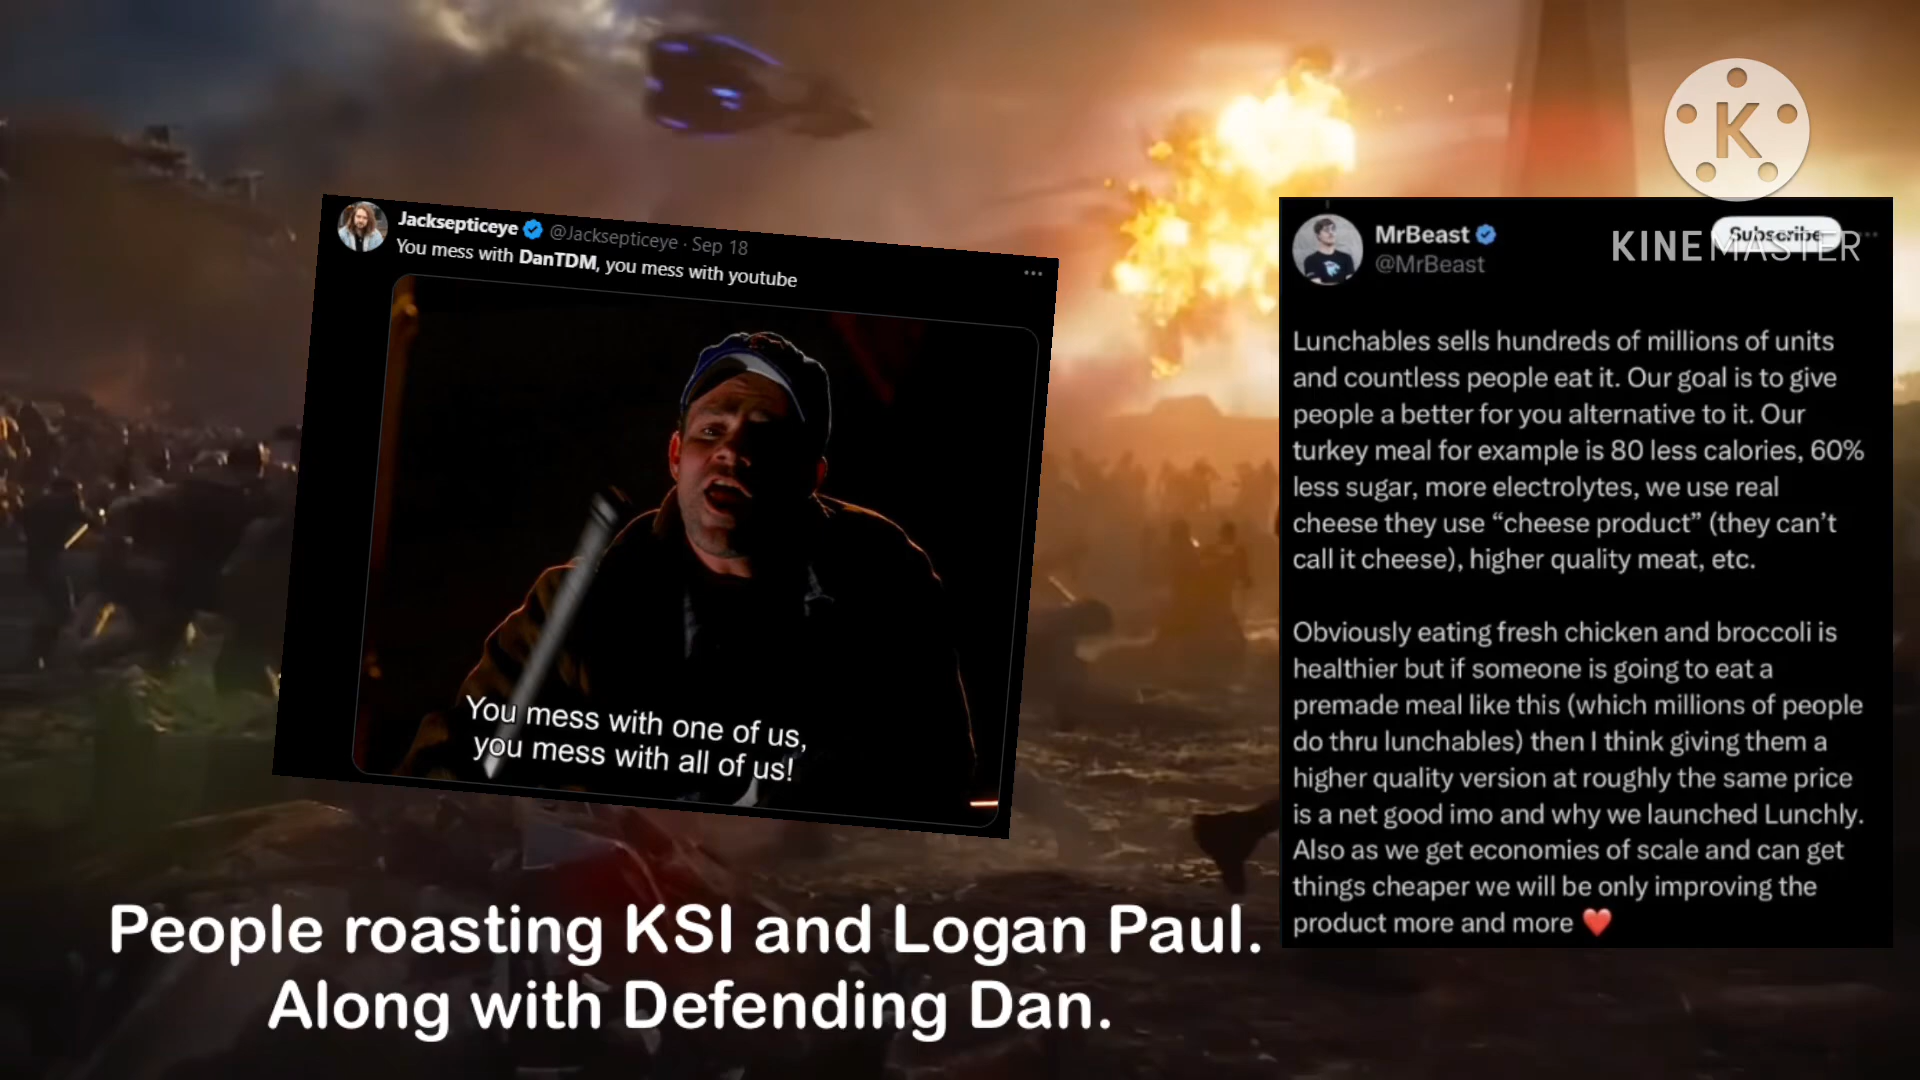 K
KINEMASTER
Jacksepticeye @Jacksepticeye · Sep 18
You mess with DanTDM, you mess with youtube
You mess with one of us,
you mess with all of us!
MrBeast
Subscribe
@MrBeast
Lunchables sells hundreds of millions of units
and countless people eat it. Our goal is to give
people a better for you alternative to it. Our
turkey meal for example is 80 less calories, 60%
less sugar, more electrolytes, we use real
cheese they use “cheese product” (they can’t
call it cheese), higher quality meat, etc.
Obviously eating fresh chicken and broccoli is
healthier but if someone is going to eat a
premade meal like this (which millions of people
do thru lunchables) then I think giving them a
higher quality version at roughly the same price
is a net good imo and why we launched Lunchly.
Also as we get economies of scale and can get
things cheaper we will be only improving the
product more and more ❤️
People roasting KSI and Logan Paul.
Along with Defending Dan.